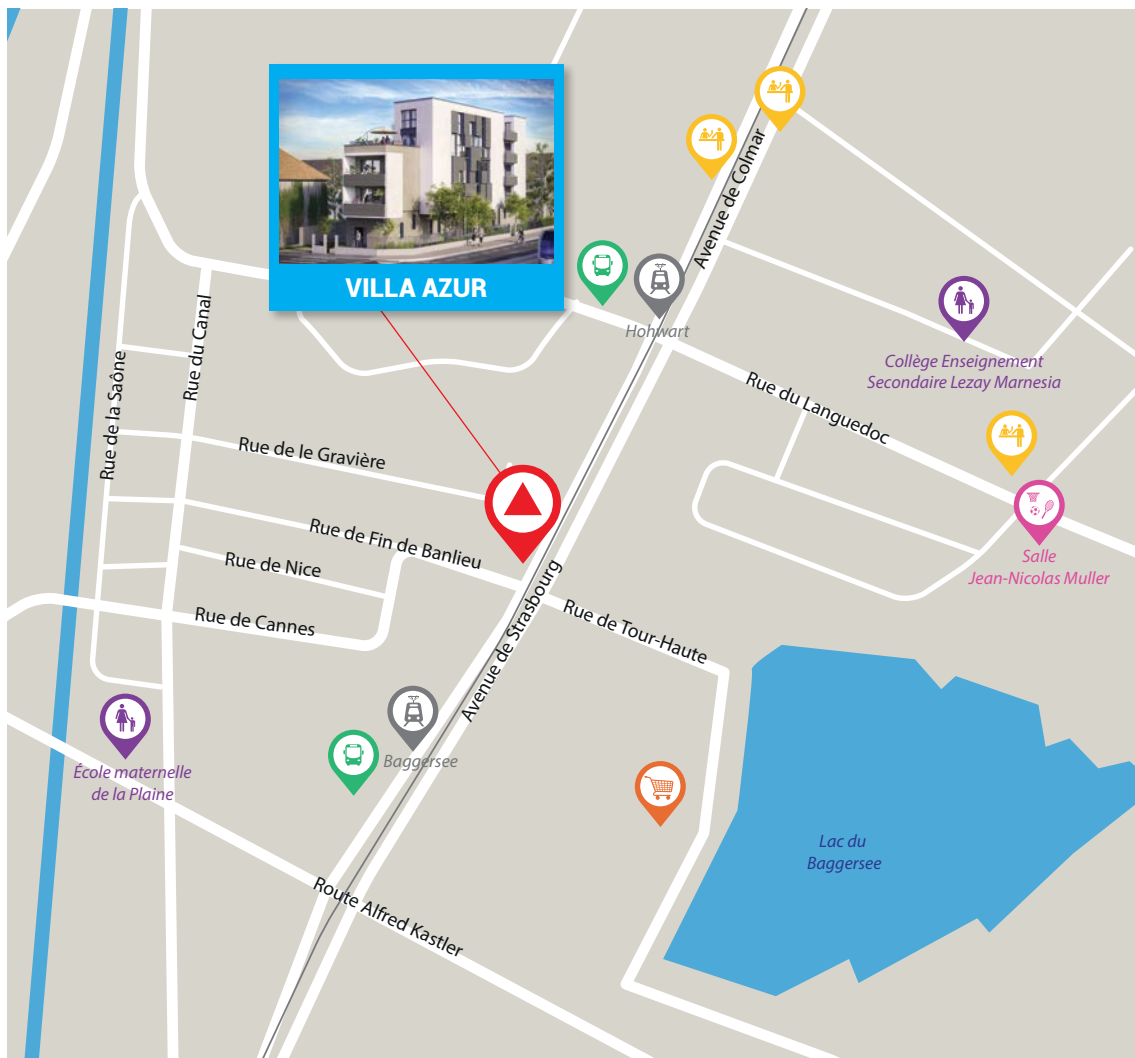 VILLA AZUR
Avenue de Colmar
Hohwart
Rue du Canal
Rue de la Saône
Collège Enseignement
Secondaire Lezay Marnesia
Rue du Languedoc
Rue de le Gravière
Rue de Fin de Banlieu
Rue de Nice
Salle
Jean-Nicolas Muller
Rue de Cannes
Rue de Tour-Haute
Avenue de Strasbourg
Baggersee
École maternelle
de la Plaine
Lac du
Baggersee
Route Alfred Kastler